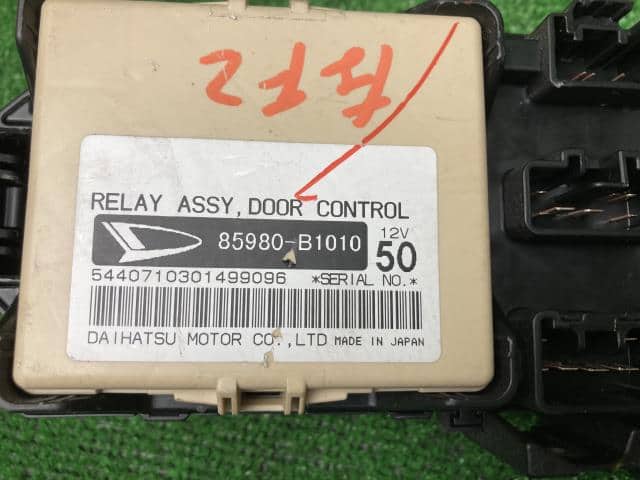 RELAY ASSY, DOOR CONTROL
85980-B1010
12V
50
5440710301499096 *SERIAL NO.*
DAIHATSU MOTOR CO.,LTD MADE IN JAPAN